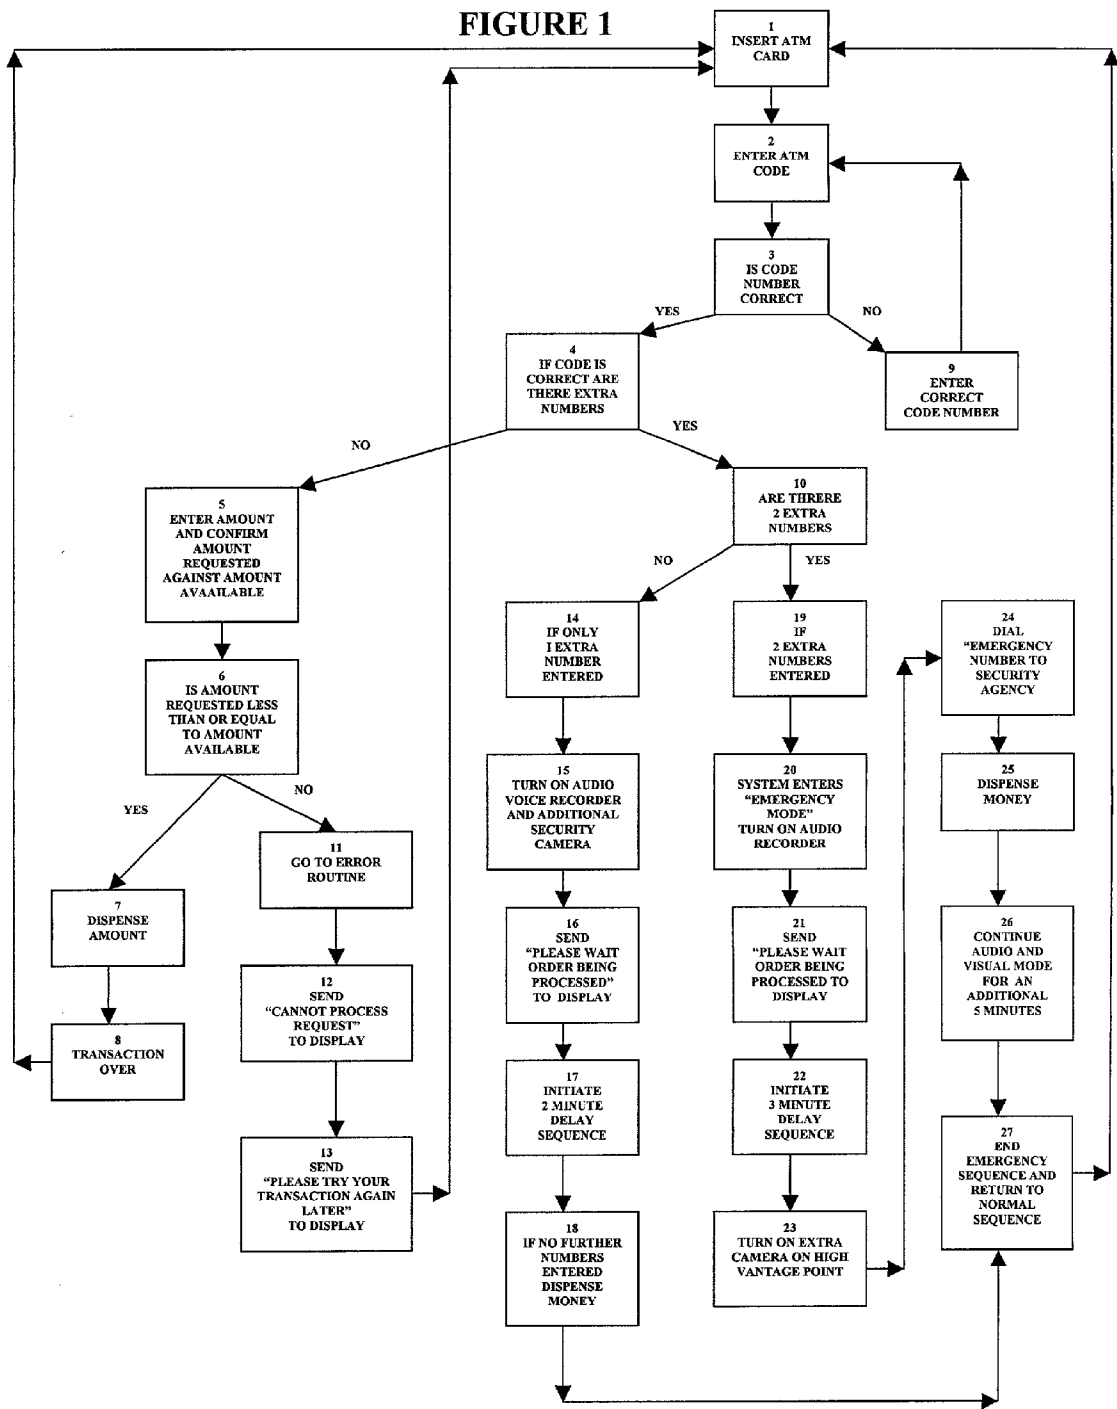 FIGURE 1
1
INSERT ATM
CARD
2
ENTER ATM
CODE
3
IS CODE
NUMBER
CORRECT
YES
NO
4
IF CODE IS
CORRECT ARE
THERE EXTRA
NUMBERS
9
ENTER
CORRECT
CODE NUMBER
NO
YES
5
ENTER AMOUNT
AND CONFIRM
AMOUNT
REQUESTED
AGAINST AMOUNT
AVAAILABLE
10
ARE THRERE
2 EXTRA
NUMBERS
NO
YES
6
IS AMOUNT
REQUESTED LESS
THAN OR EQUAL
TO AMOUNT
AVAILABLE
YES
NO
7
DISPENSE
AMOUNT
8
TRANSACTION
OVER
11
GO TO ERROR
ROUTINE
12
SEND
“CANNOT PROCESS
REQUEST”
TO DISPLAY
13
SEND
“PLEASE TRY YOUR
TRANSACTION AGAIN
LATER”
TO DISPLAY
14
IF ONLY
1 EXTRA
NUMBER
ENTERED
15
TURN ON AUDIO
VOICE RECORDER
AND ADDITIONAL
SECURITY
CAMERA
16
SEND
“PLEASE WAIT
ORDER BEING
PROCESSED”
TO DISPLAY
17
INITIATE
2 MINUTE
DELAY
SEQUENCE
18
IF NO FURTHER
NUMBERS
ENTERED
DISPENSE
MONEY
19
IF
2 EXTRA
NUMBERS
ENTERED
20
SYSTEM ENTERS
“EMERGENCY
MODE”
TURN ON AUDIO
RECORDER
21
SEND
“PLEASE WAIT
ORDER BEING
PROCESSED TO
DISPLAY
22
INITIATE
3 MINUTE
DELAY
SEQUENCE
23
TURN ON EXTRA
CAMERA ON HIGH
VANTAGE POINT
24
DIAL
“EMERGENCY
NUMBER TO
SECURITY
AGENCY
25
DISPENSE
MONEY
26
CONTINUE
AUDIO AND
VISUAL MODE
FOR AN
ADDITIONAL
5 MINUTES
27
END
EMERGENCY
SEQUENCE AND
RETURN TO
NORMAL
SEQUENCE